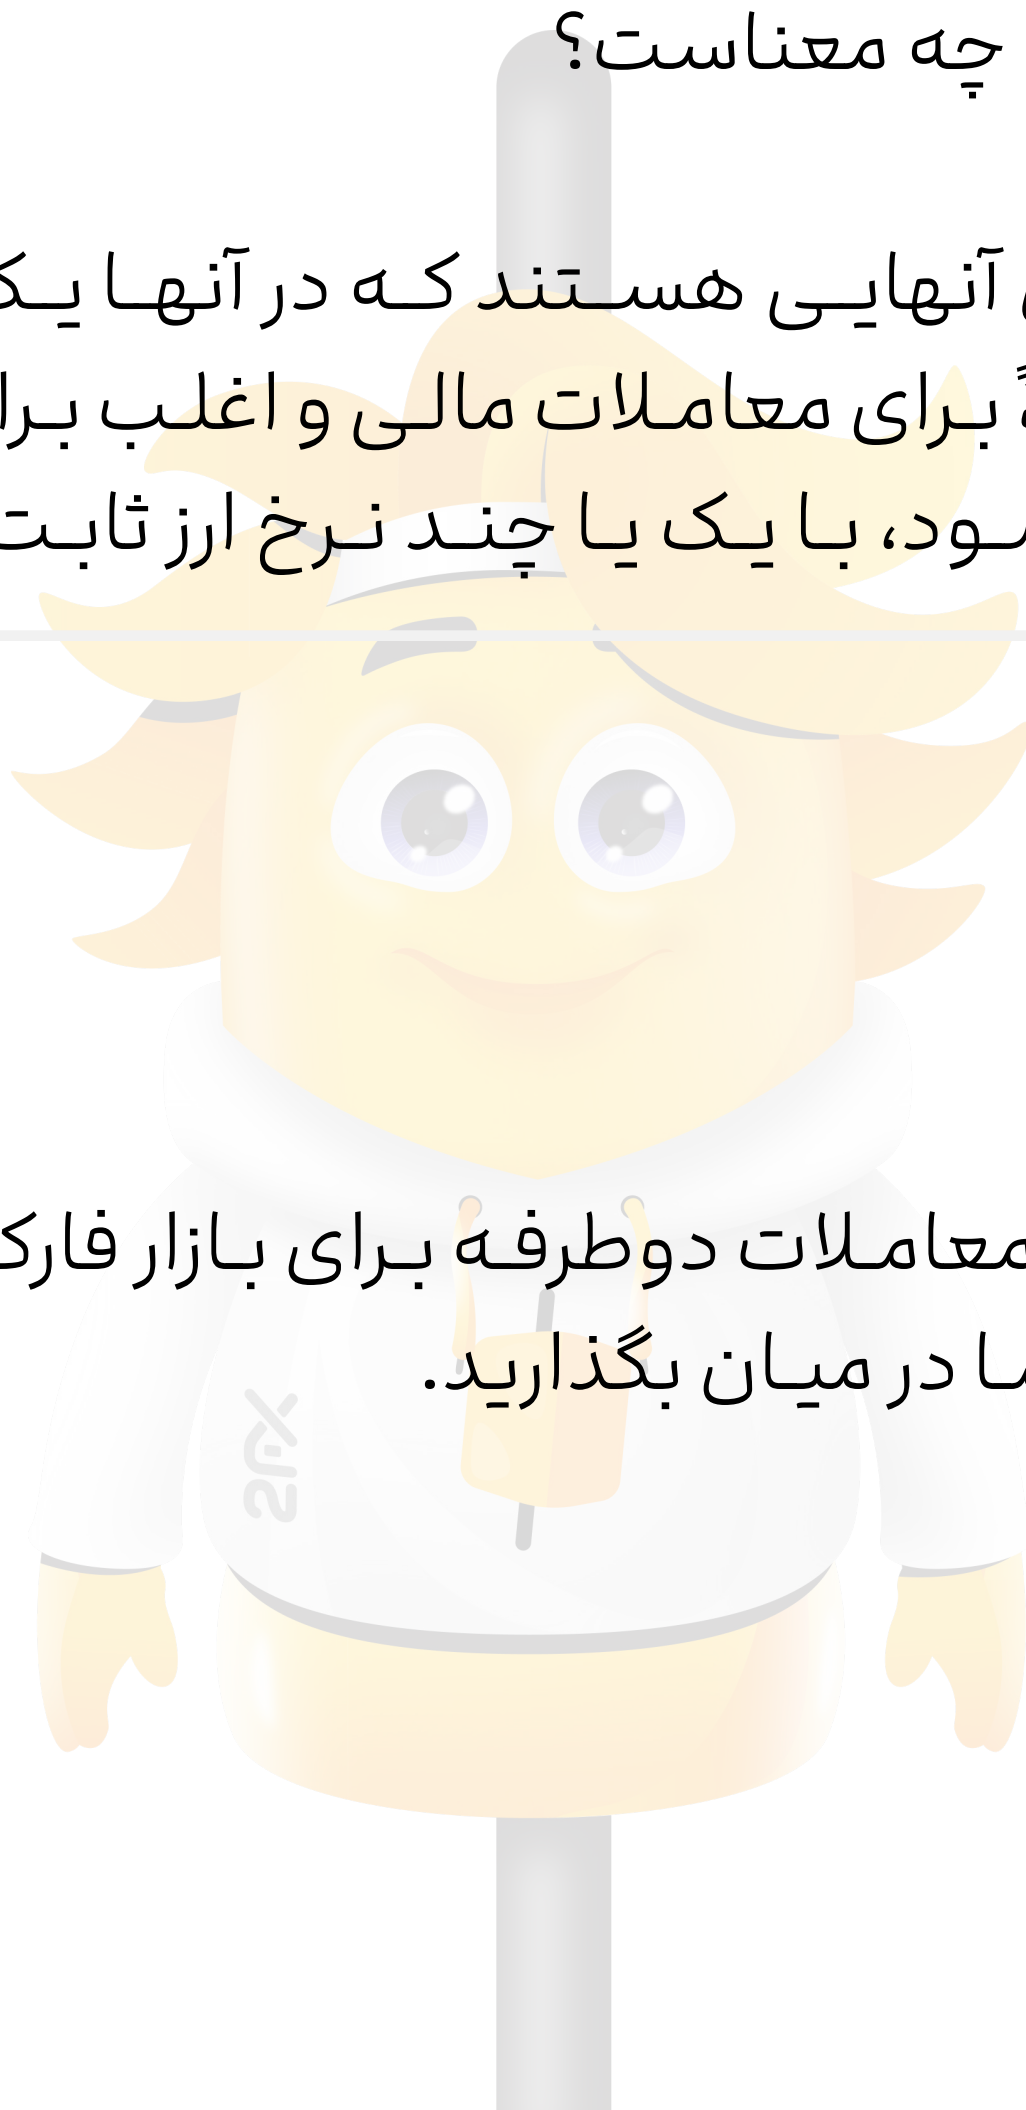 چه معناست؟
آنهایی هستند که در آنها یک
برای معاملات مالی و اغلب برا
با یک یا چند نرخ ارز ثابت
معاملات دوطرفه برای بازار فارک
در میان بگذارید.
2FX